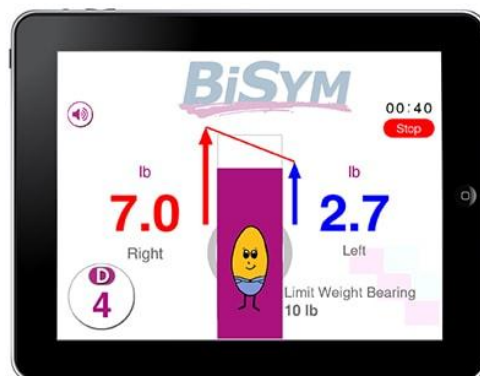 BiSYM
00:40
Stop
lb
7.0
Right
lb
2.7
Left
D
4
Limit Weight Bearing
10 lb